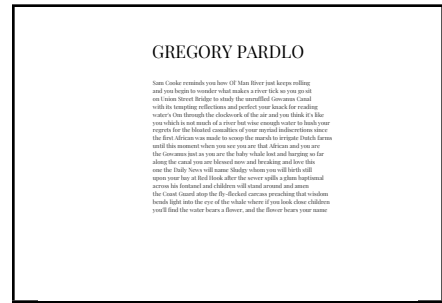 GREGORY PARDLO
Sam Cooke reminds you how Ol' Man River just keeps rolling
and you begin to wonder what makes a river tick so you go sit
on Union Street Bridge to study the unruffled Gowanus Canal
with its tempting reflections and perfect your knack for reading
water's Om through the clockwork of the air and you think it's like
you which is not much of a river but wise enough water to hush your
regrets for the bloated casualties of your myriad indiscretions since
the first African was made to scoop the marsh to irrigate Dutch farms
until this moment when you see you are that African and you are
the Gowanus just as you are the baby whale lost and barging so far
along the canal you are blessed now and breaking and love this
one the Daily News will name Sludgy whom you will birth still
upon your bay at Red Hook after the sewer spills a plum baptismal
across his fontanel and children will stand around and amen
the Coast Guard atop the fly-flecked carcass preaching that wisdom
bends light into the eye of the whale where if you look close children
you'll find the water bears a flower, and the flower bears your name